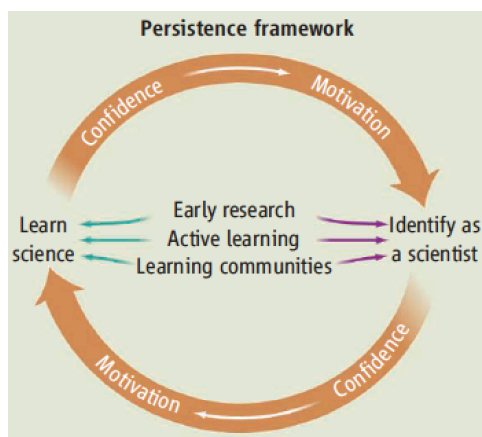 Persistence framework
Confidence
Motivation
Learn
science
Early research
Active learning
Learning communities
Identify as
a scientist
Motivation
Confidence